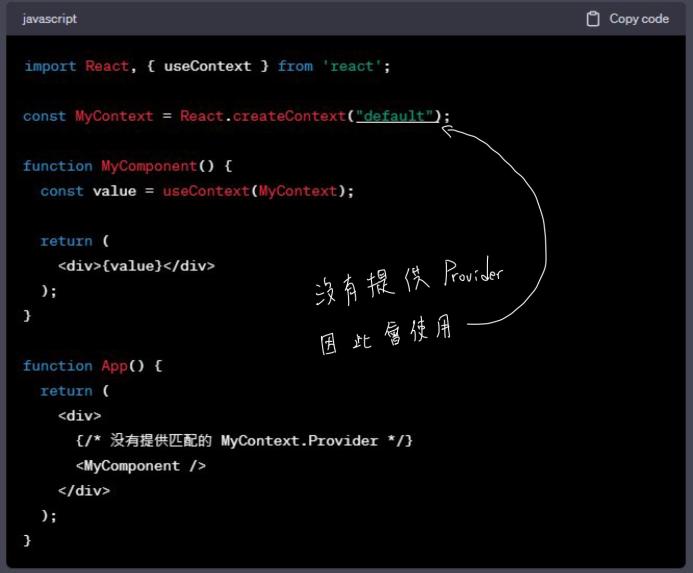 javascript
Copy code
import React, { useContext } from 'react';
const MyContext = React.createContext("default");
function MyComponent() {
const value = useContext(MyContext);
return (
<div>{value}</div>
);
}
沒有提供 Provider
因此會使用
function App() {
return (
<div>
{/* 没有提供匹配的 MyContext.Provider */}
<MyComponent />
</div>
);
}